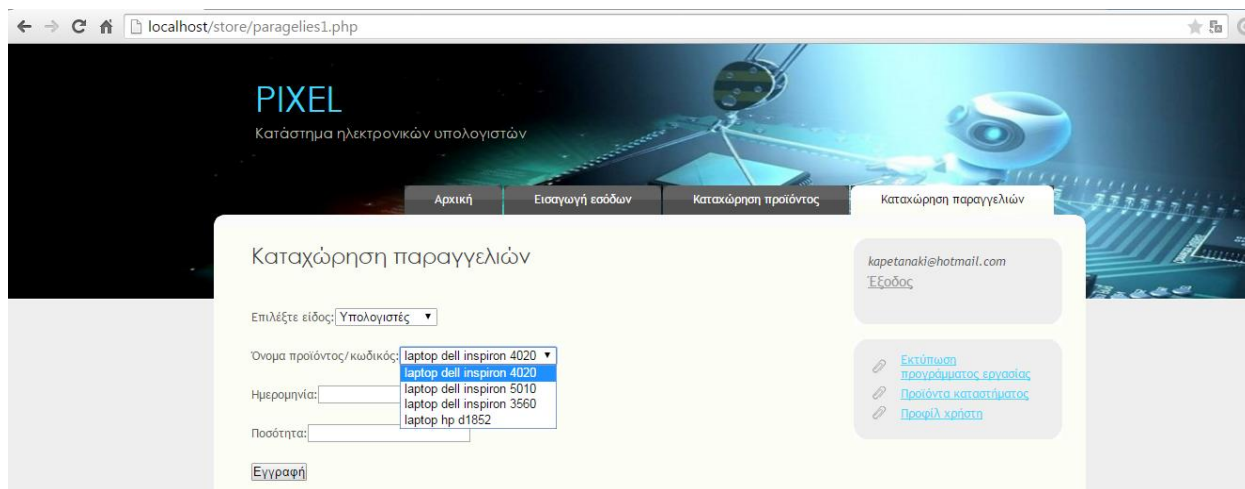 localhost/store/paragelies1.php
PIXEL
Κατάστημα ηλεκτρονικών υπολογιστών
Αρχική
Εισαγωγή εσόδων
Καταχώρηση προϊόντος
Καταχώρηση παραγγελιών
Καταχώρηση παραγγελιών
Επιλέξτε είδος: Υπολογιστές
Όνομα προϊόντος/κωδικός: laptop dell inspiron 4020
laptop dell inspiron 4020
laptop dell inspiron 5010
laptop dell inspiron 3560
laptop hp d1852
Ημερομηνία:
Ποσότητα:
Εγγραφή
kapetanaki@hotmail.com
Έξοδος
Εκτύπωση
προγράμματος εργασίας
Προϊόντα καταστήματος
Προφίλ χρήστη